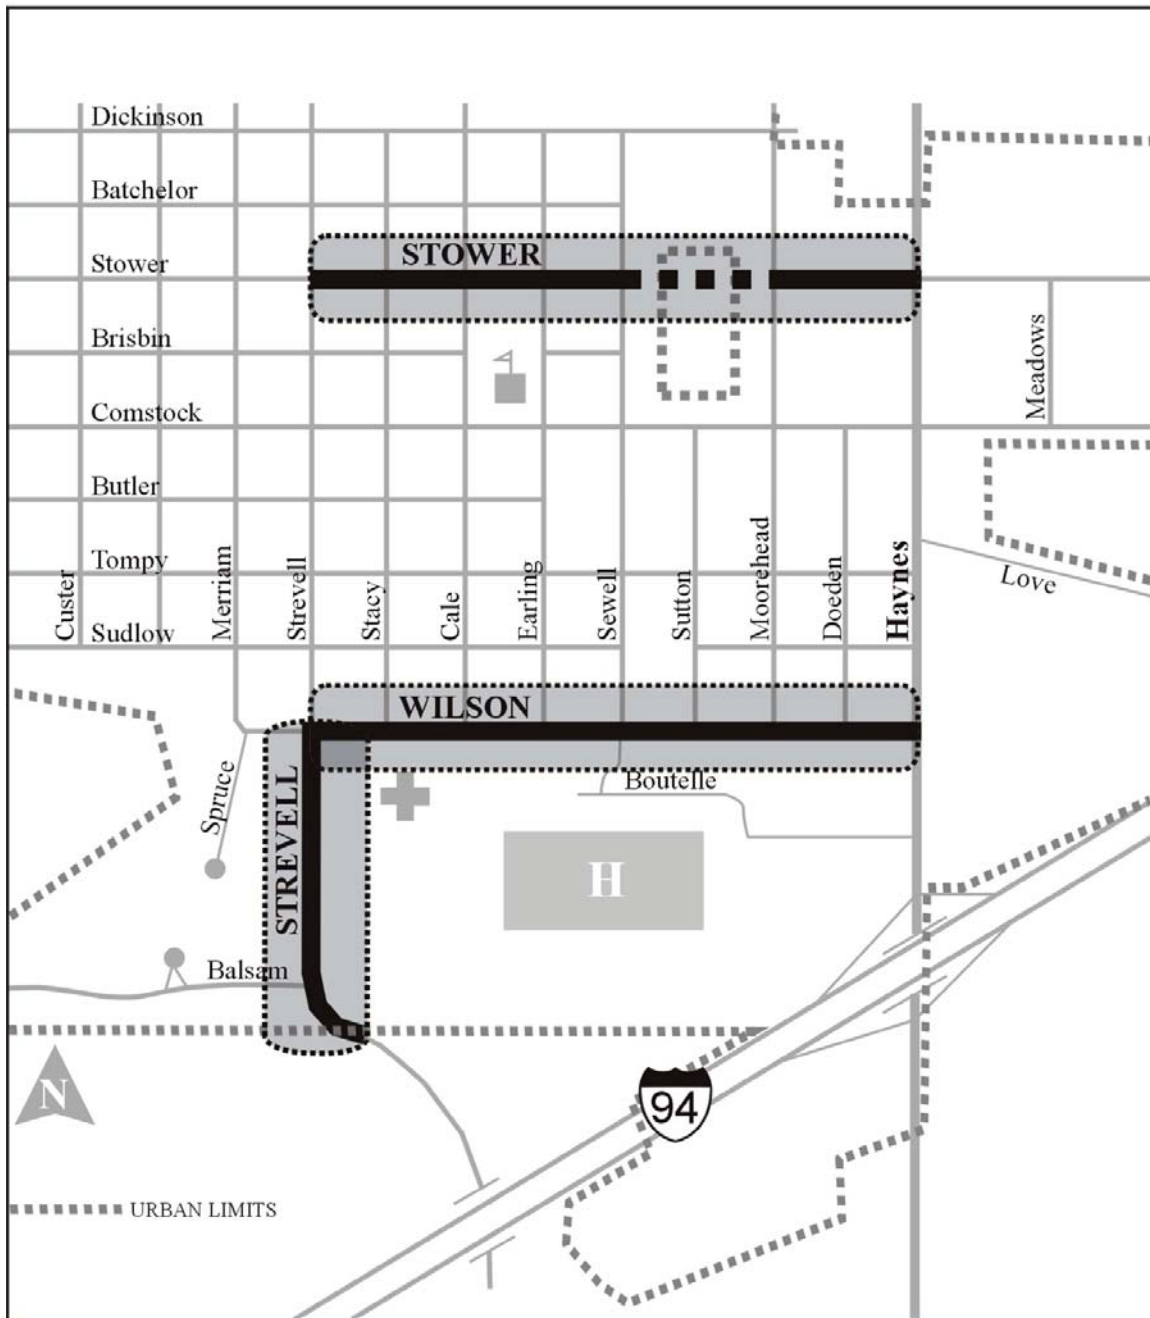 Dickinson
Batchelor
STOWER
Stower
Brisbin
Meadows
Comstock
Butler
Tompy
Custer
Merriam
Strevell
Stacy
Cale
Earling
Sewell
Sutton
Moorehead
Doeden
Haynes
Love
Sudlow
WILSON
Spruce
STREVELL
Boutelle
H
Balsam
N
94
URBAN LIMITS